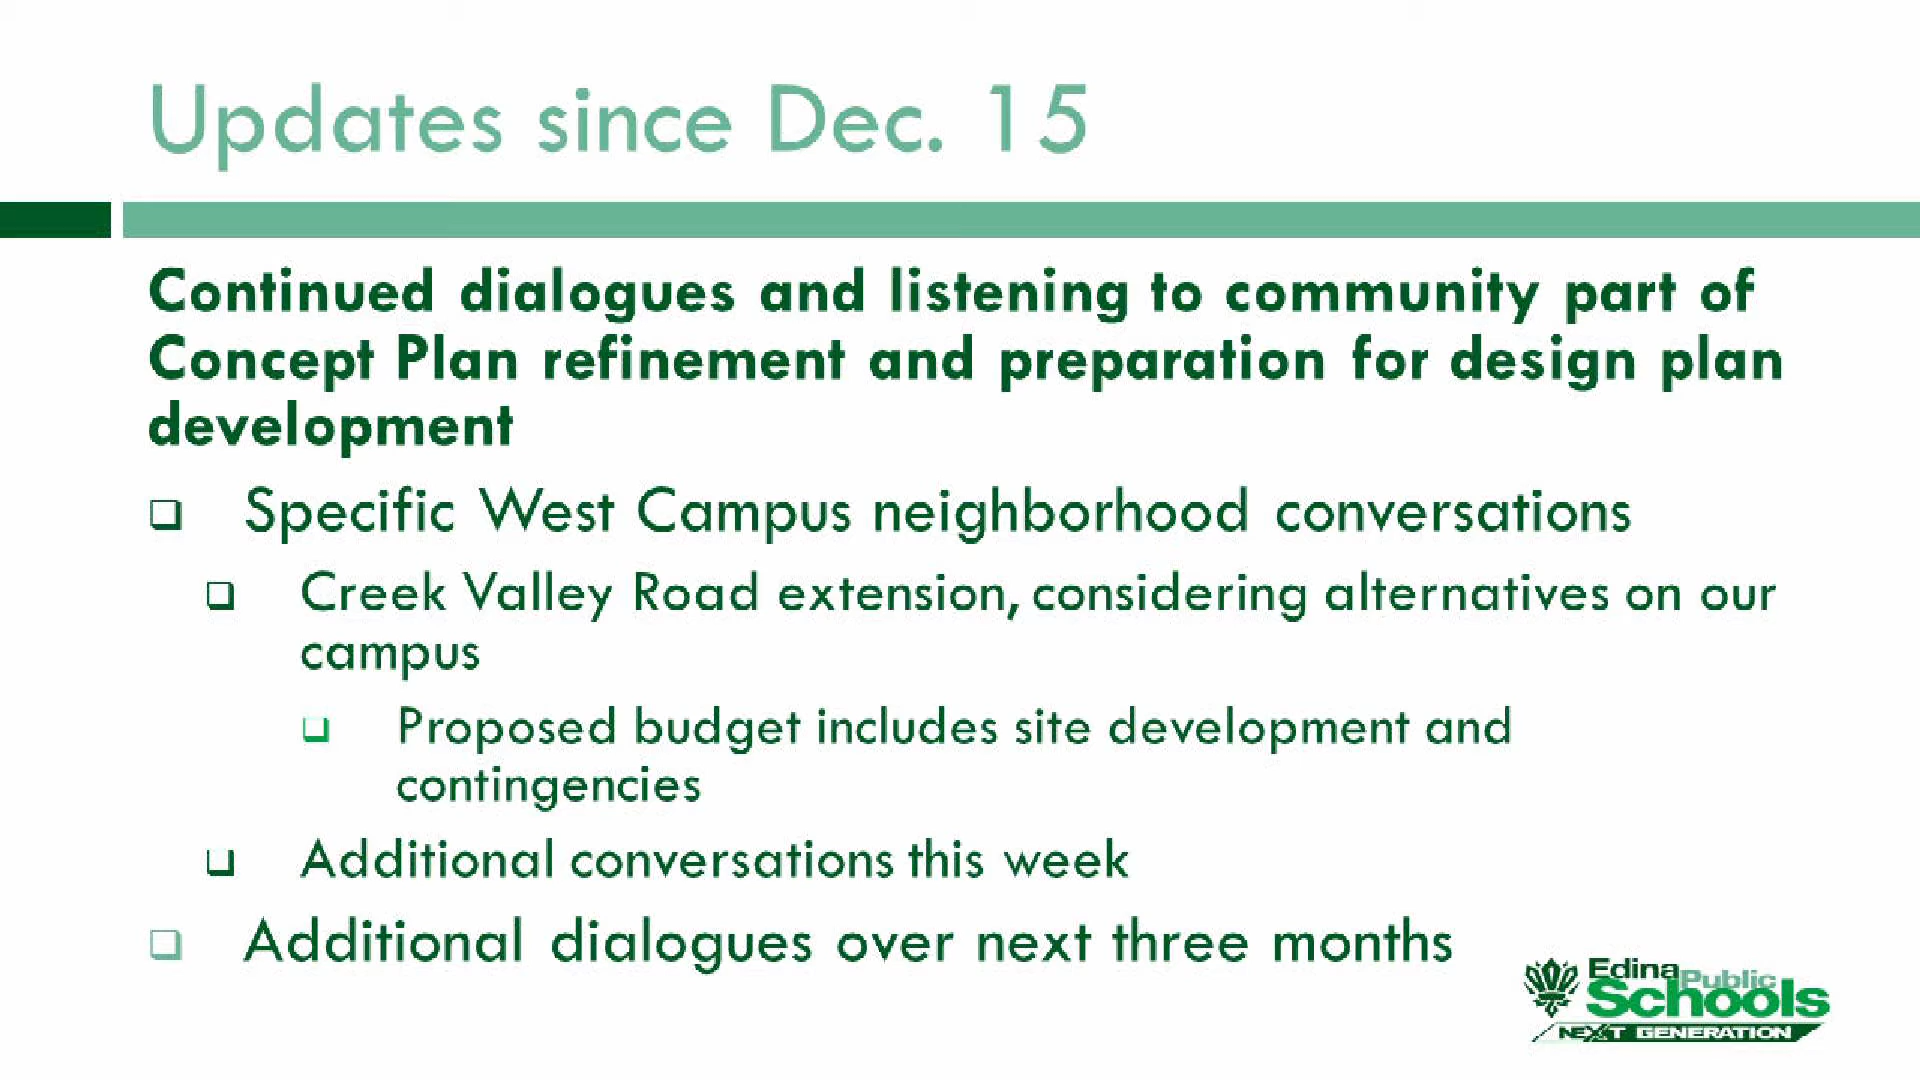 Updates since Dec. 15
Continued dialogues and listening to community part of
Concept Plan refinement and preparation for design plan
development
Specific West Campus neighborhood conversations
Creek Valley Road extension, considering alternatives on our
campus
Proposed budget includes site development and
contingencies
Additional conversations this week
Additional dialogues over next three months
Edina Public
Schools
NEXT GENERATION